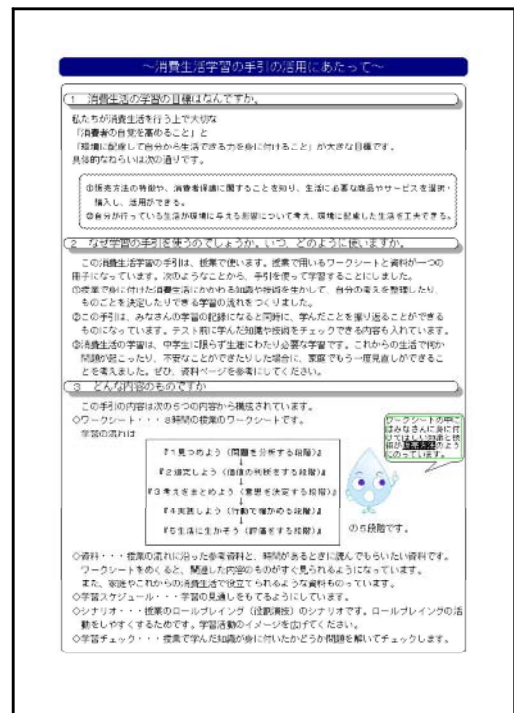 ～消費生活学習の手引の活用にあたって～
1 消費生活の学習の目標はなんですか。
私たちが消費生活を行う上で大切な
「消費者の自覚を高めること」と
「環境に配慮して自分から生活できる力を身に付けること」が大きな目標です。
具体的なねらいは次の通りです。
①販売方法の特徴や、消費者保護に関することを知り、生活に必要な商品やサービスを選択・
購入し、活用ができる。
②自分が行っている生活が環境に与える影響について考え、環境に配慮した生活を工夫できる。
2 なぜ学習の手引を使うのでしょうか。いつ、どのように使いますか。
この消費生活学習の手引は、授業で使います。授業で用いるワークシートと資料が一つの
冊子になっています。次のようなことから、手引を使って学習することにしました。
①授業で身に付けた消費生活にかかわる知識や技術を生かして、自分の考えを整理したり、
ものごとを決定したりできる学習の流れをつくりました。
②この手引は、みなさんの学習の記録になると同時に、学んだことを振り返ることができる
ものになっています。テスト前に学んだ知識や技術をチェックできる内容も入れています。
③消費生活の学習は、中学生に限らず生涯にわたり必要な学習です。これからの生活で何か
問題が起こったり、不安なことができたりした場合に、家庭でもう一度見直しができるこ
とを考えました。ぜひ、資料ページを参考にしてください。
3 どんな内容のものですか
この手引の内容は次の5つの内容から構成されています。
◇ワークシート・・・8時間の授業のワークシートです。
学習の流れは
『1見つめよう（問題を分析する段階）』
↓
『2追究しよう（価値の判断をする段階）』
↓
『3考えをまとめよう（意思を決定する段階）』
↓
『4実践しよう（行動で確かめる段階）』
↓
『5生活に生かそう（評価をする段階）』
の5段階です。
ワークシートの中に
はみなさんに身に付
けてほしい知識と技
術が販売方法のよう
にのっています。
◇資料・・・授業の流れに沿った参考資料と、時間があるときに読んでもらいたい資料です。
ワークシートをめくると、関連した内容のものがすぐ見られるようになっています。
また、家庭やこれからの消費生活で役立てられるような資料ものっています。
◇学習スケジュール・・・学習の見通しをもてるようにしています。
◇シナリオ・・・授業のロールプレイング（役割演技）のシナリオです。ロールプレイングの活
動をしやすくするためです。学習活動のイメージを広げてください。
◇学習チェック・・・授業で学んだ知識が身に付いたかどうか問題を解いてチェックします。